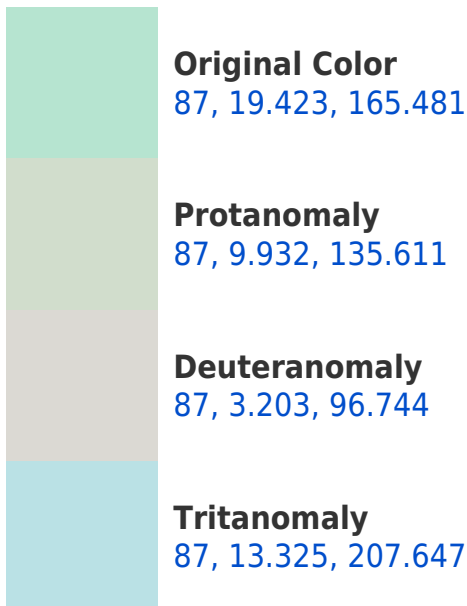 Original Color
87, 19.423, 165.481
Protanomaly
87, 9.932, 135.611
Deuteranomaly
87, 3.203, 96.744
Tritanomaly
87, 13.325, 207.647